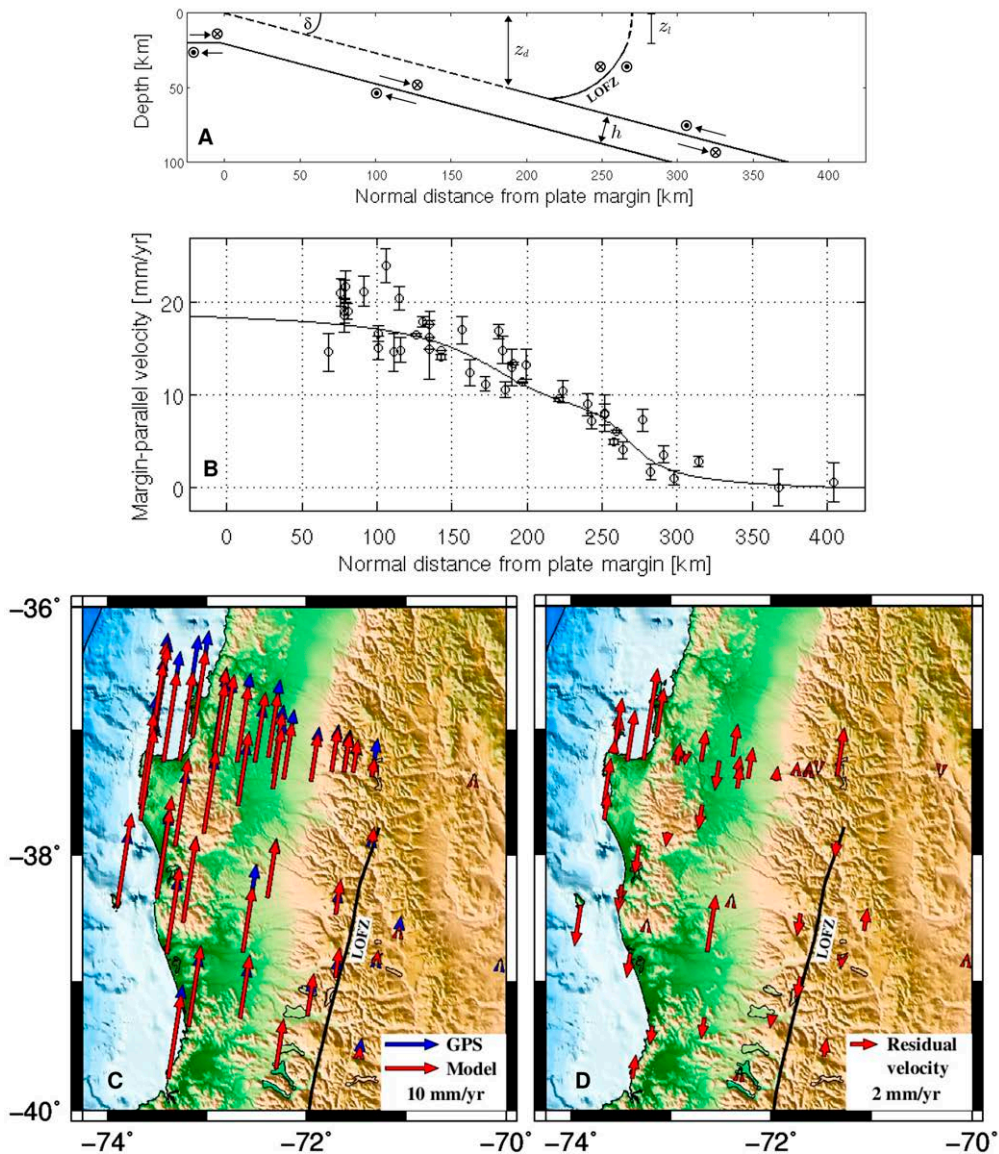 0
50
100
Depth [km]
δ
z_d
z_l
h
LOFZ
A
0 50 100 150 200 250 300 350 400
Normal distance from plate margin [km]
20
10
0
Margin-parallel velocity [mm/yr]
B
0 50 100 150 200 250 300 350 400
Normal distance from plate margin [km]
−36°
−38°
−40°
LOFZ
C
GPS
Model
10 mm/yr
−74° −72° −70
LOFZ
D
Residual
velocity
2 mm/yr
−74° −72° −70°